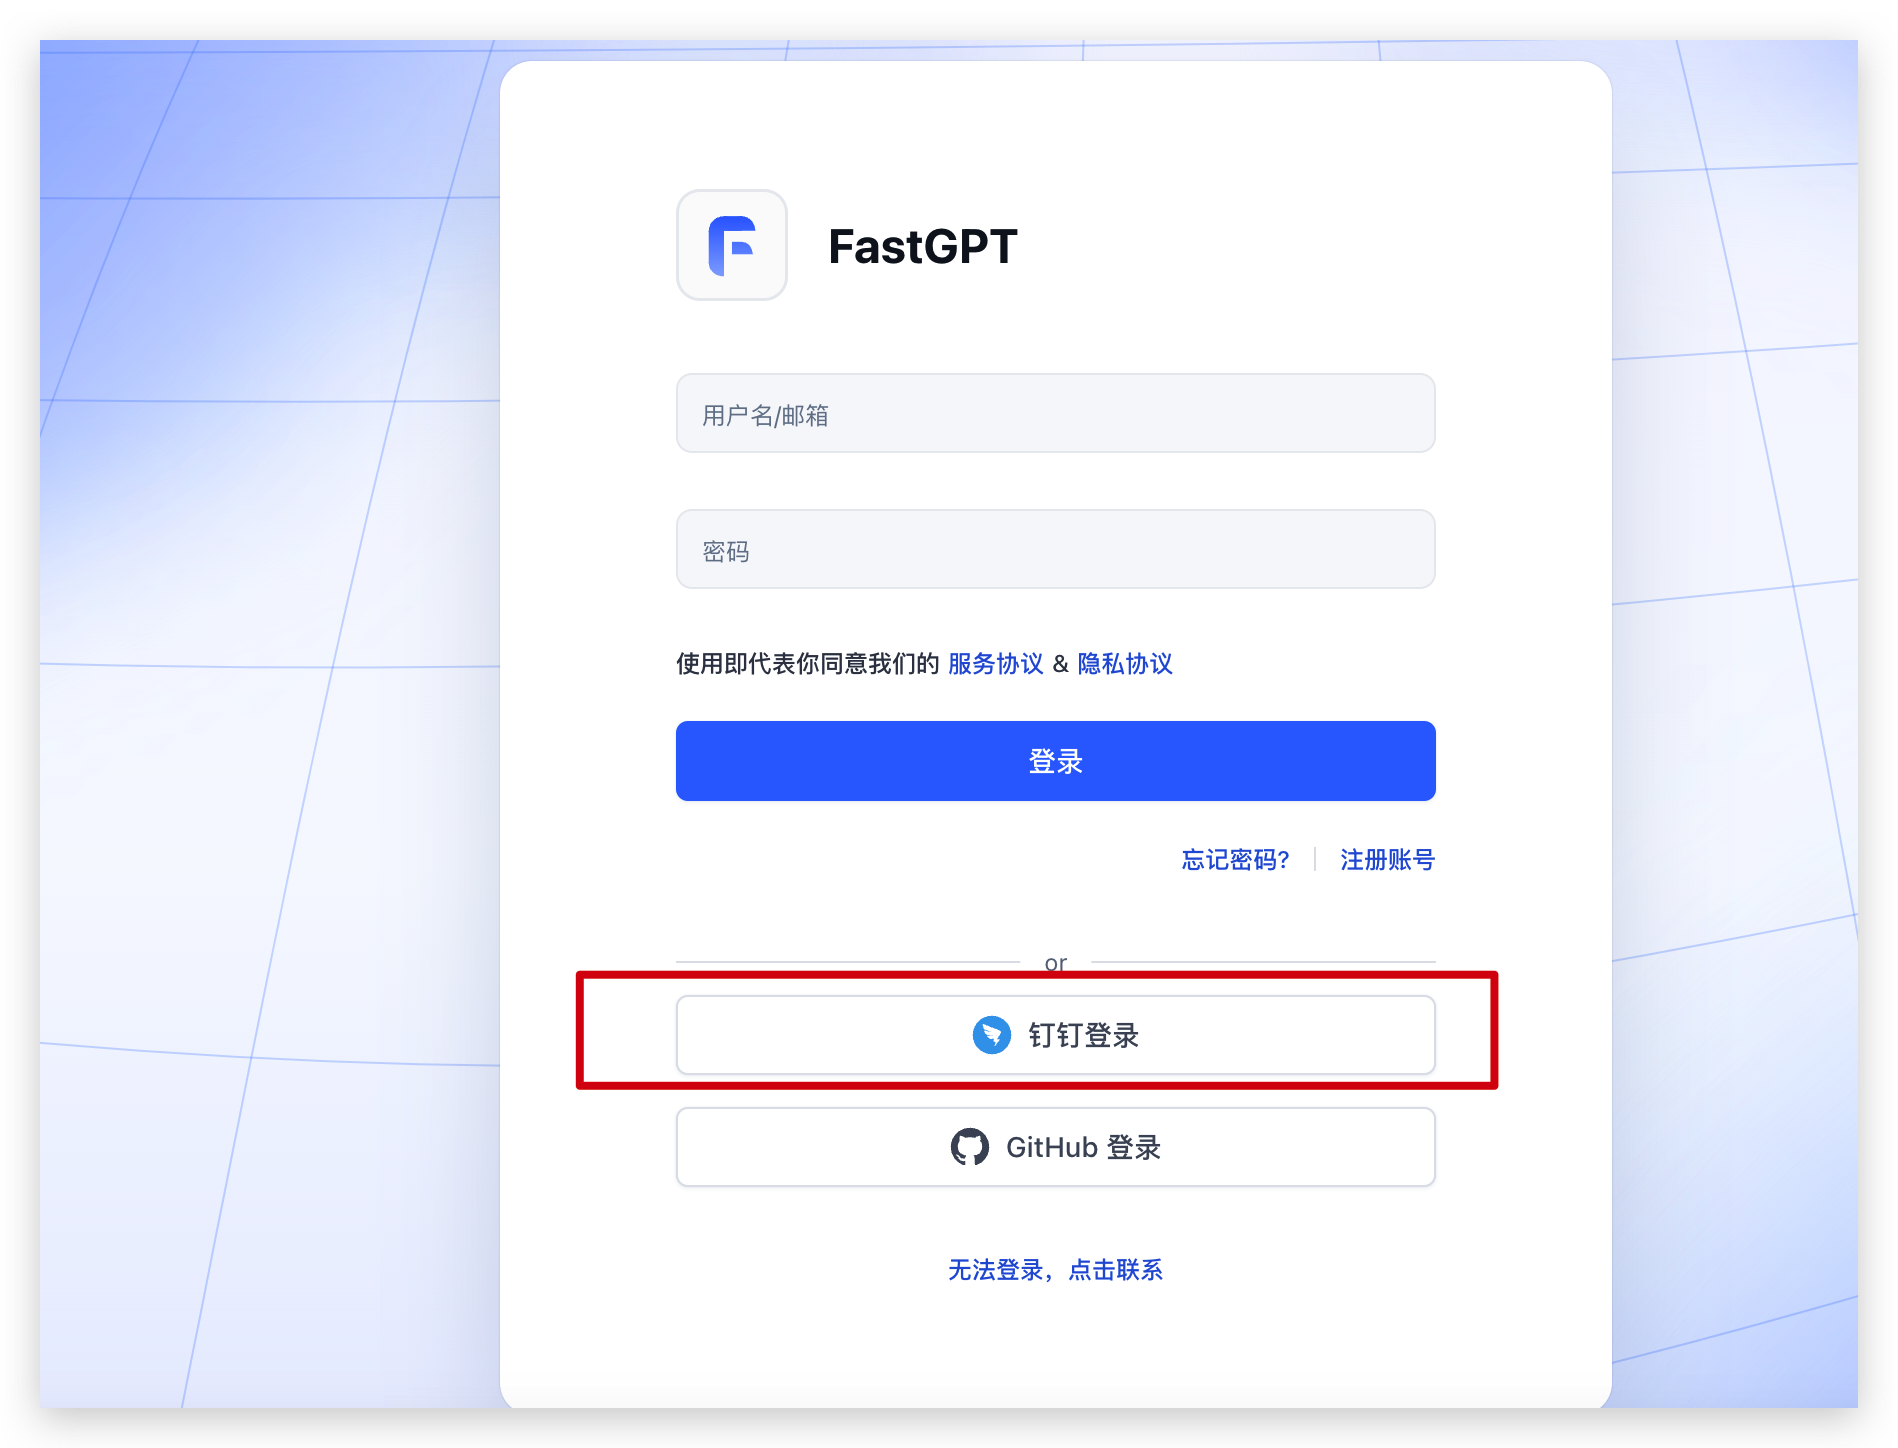 FastGPT
用户名/邮箱
密码
使用即代表你同意我们的 服务协议 & 隐私协议
登录
忘记密码? 注册账号
or
钉钉登录
GitHub 登录
无法登录，点击联系